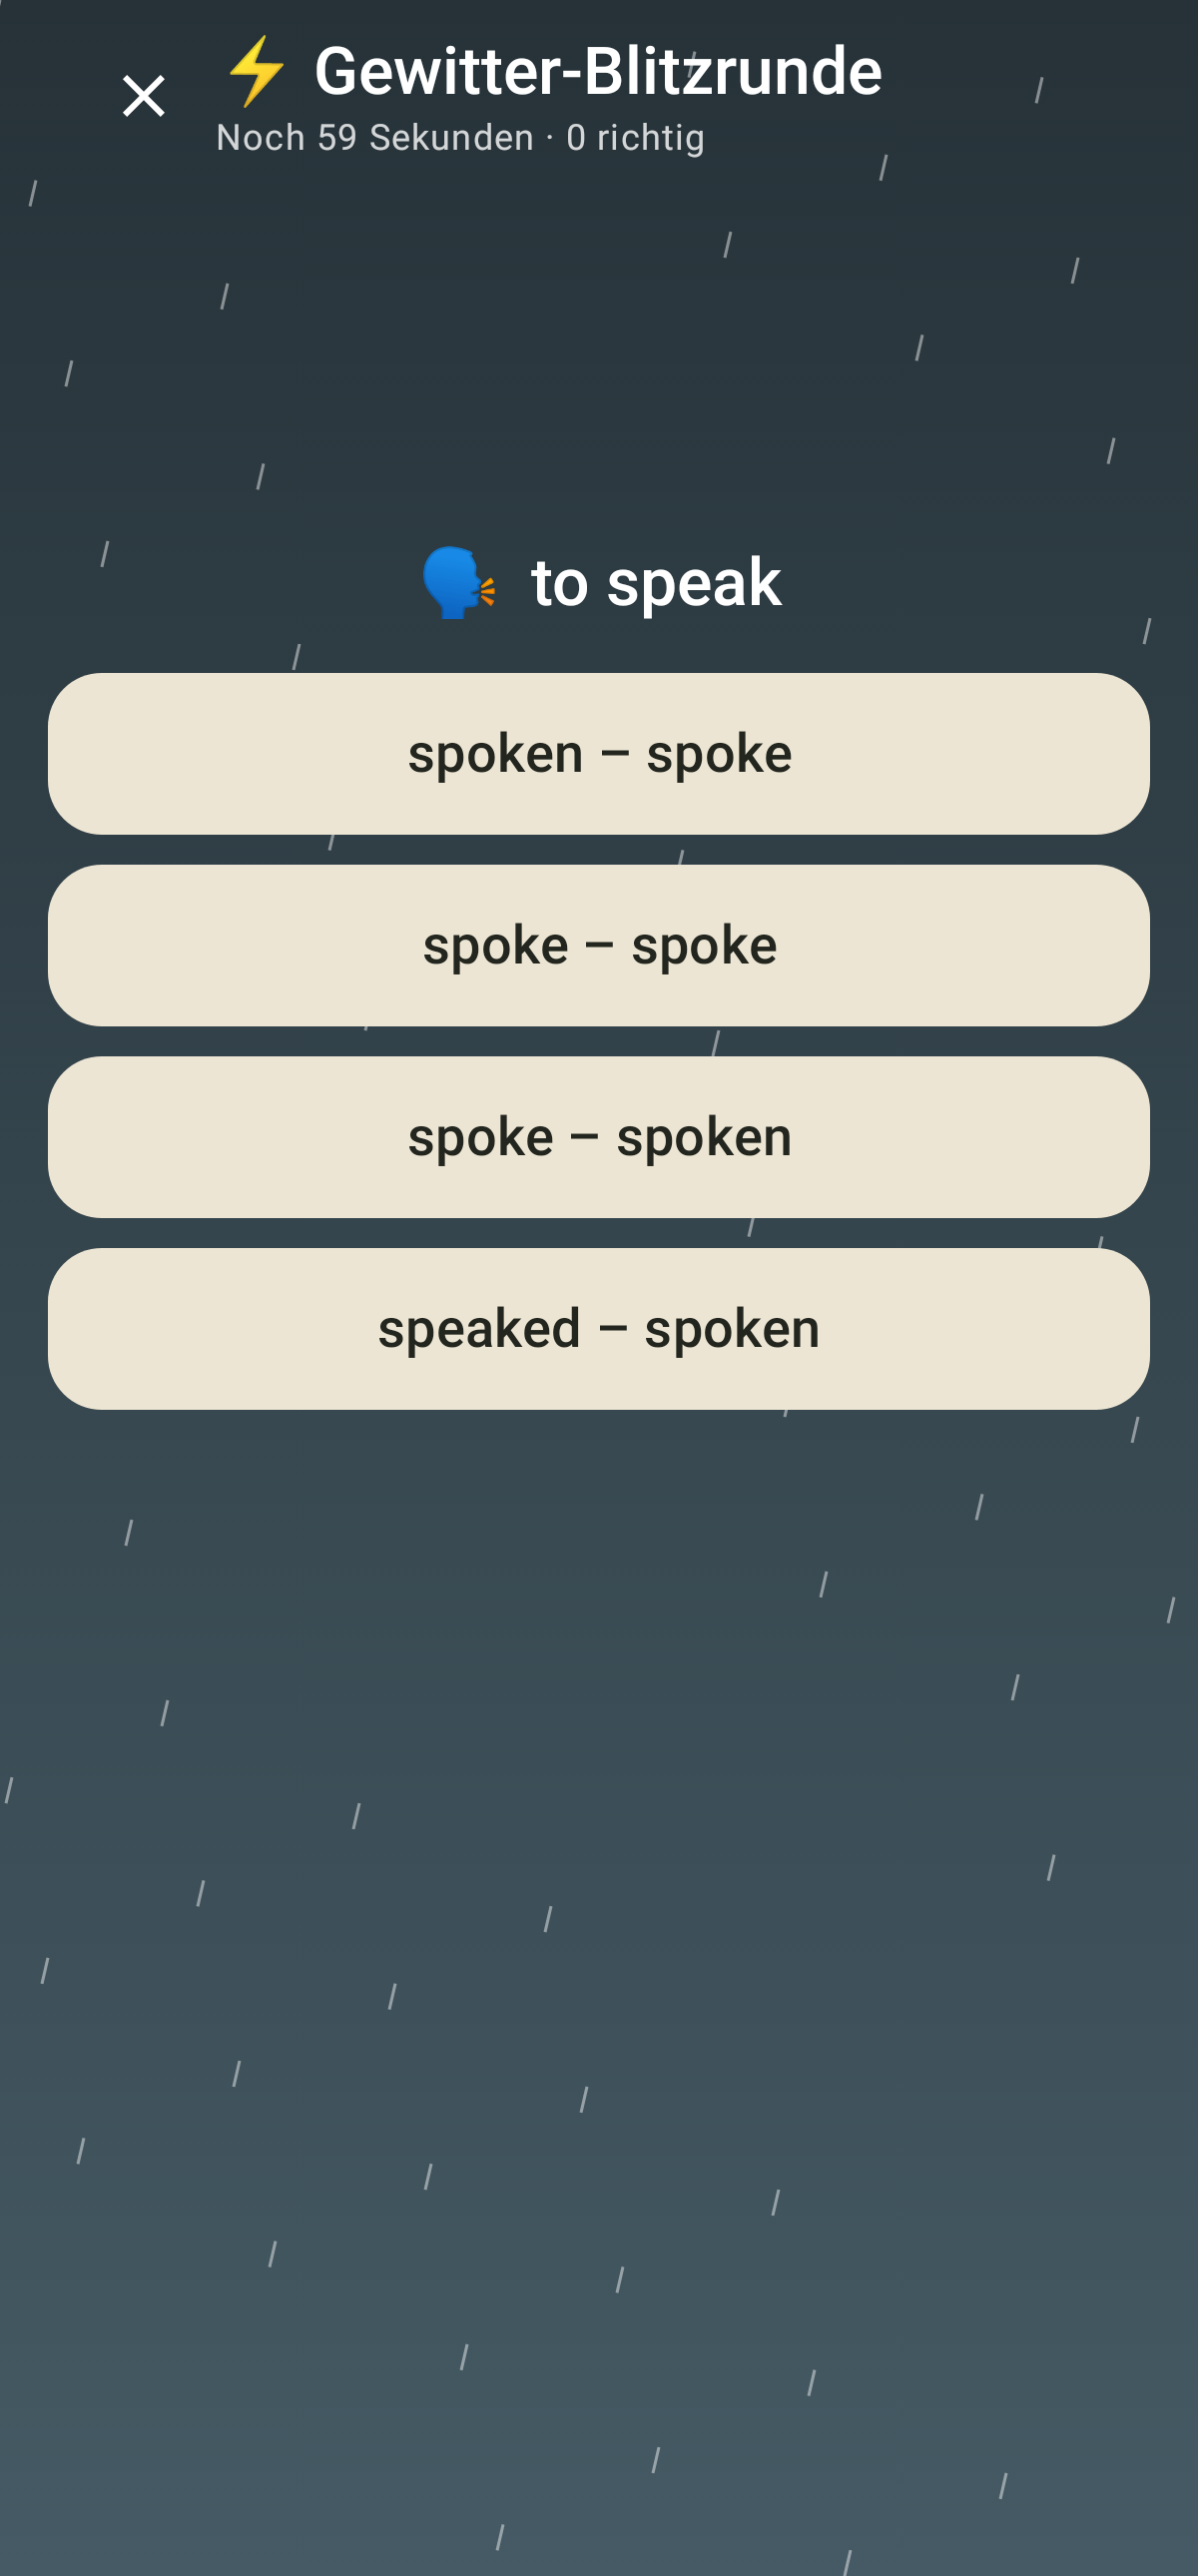 ⚡ Gewitter-Blitzrunde
Noch 59 Sekunden · 0 richtig
🗣️ to speak
spoken – spoke
spoke – spoke
spoke – spoken
speaked – spoken